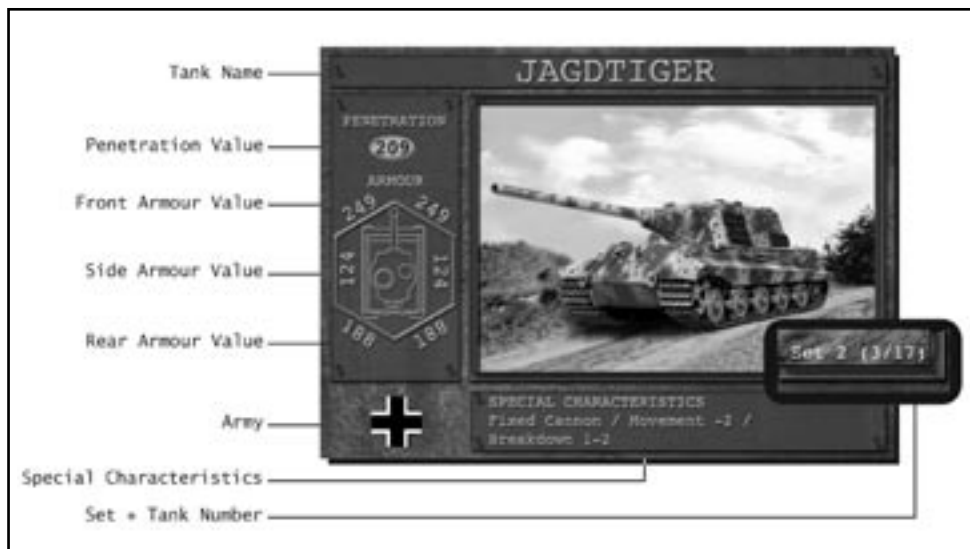 JAGDTIGER
Tank Name
PENETRATION
Penetration Value
209
ARMOUR
Front Armour Value
249 249
Side Armour Value
124 124
Rear Armour Value
188 188
Set 2 (3/17)
Army
SPECIAL CHARACTERISTICS
Fixed Cannon / Movement -2 /
Breakdown 1-2
Special Characteristics
Set + Tank Number